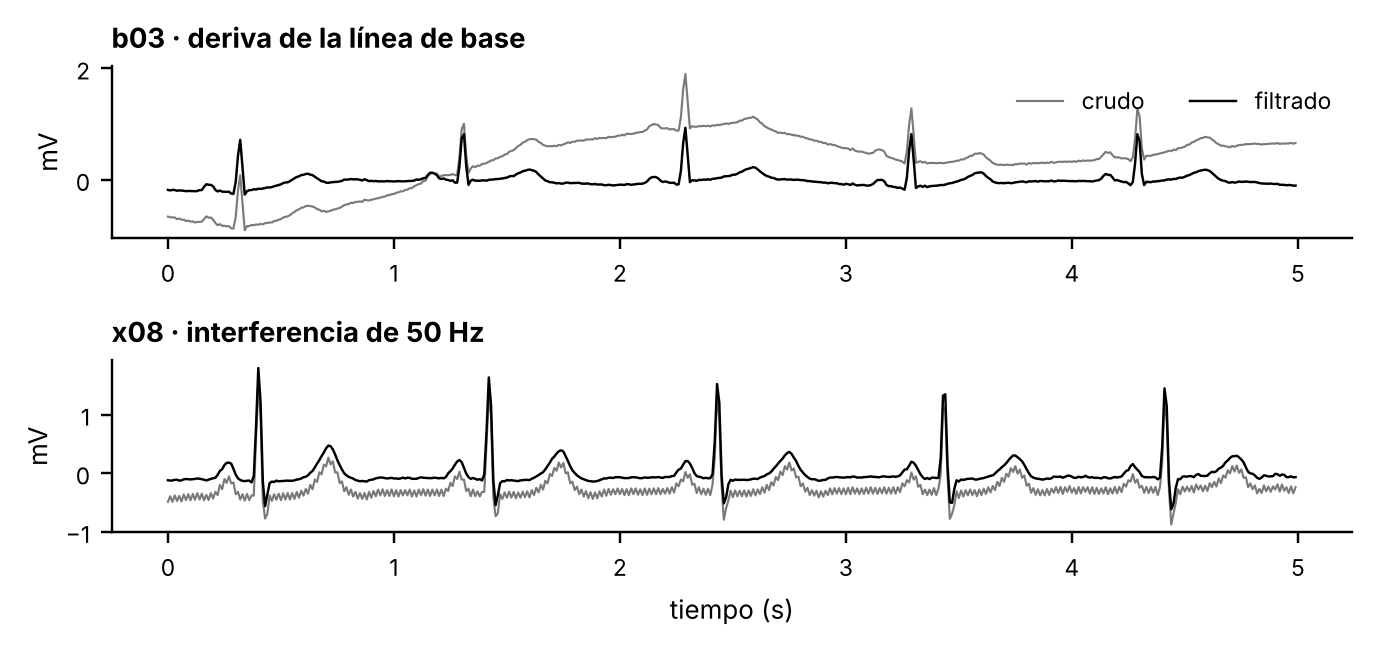 b03 · deriva de la línea de base
2
0
mV
crudo filtrado
0 1 2 3 4 5
x08 · interferencia de 50 Hz
1
0
−1
mV
0 1 2 3 4 5
tiempo (s)